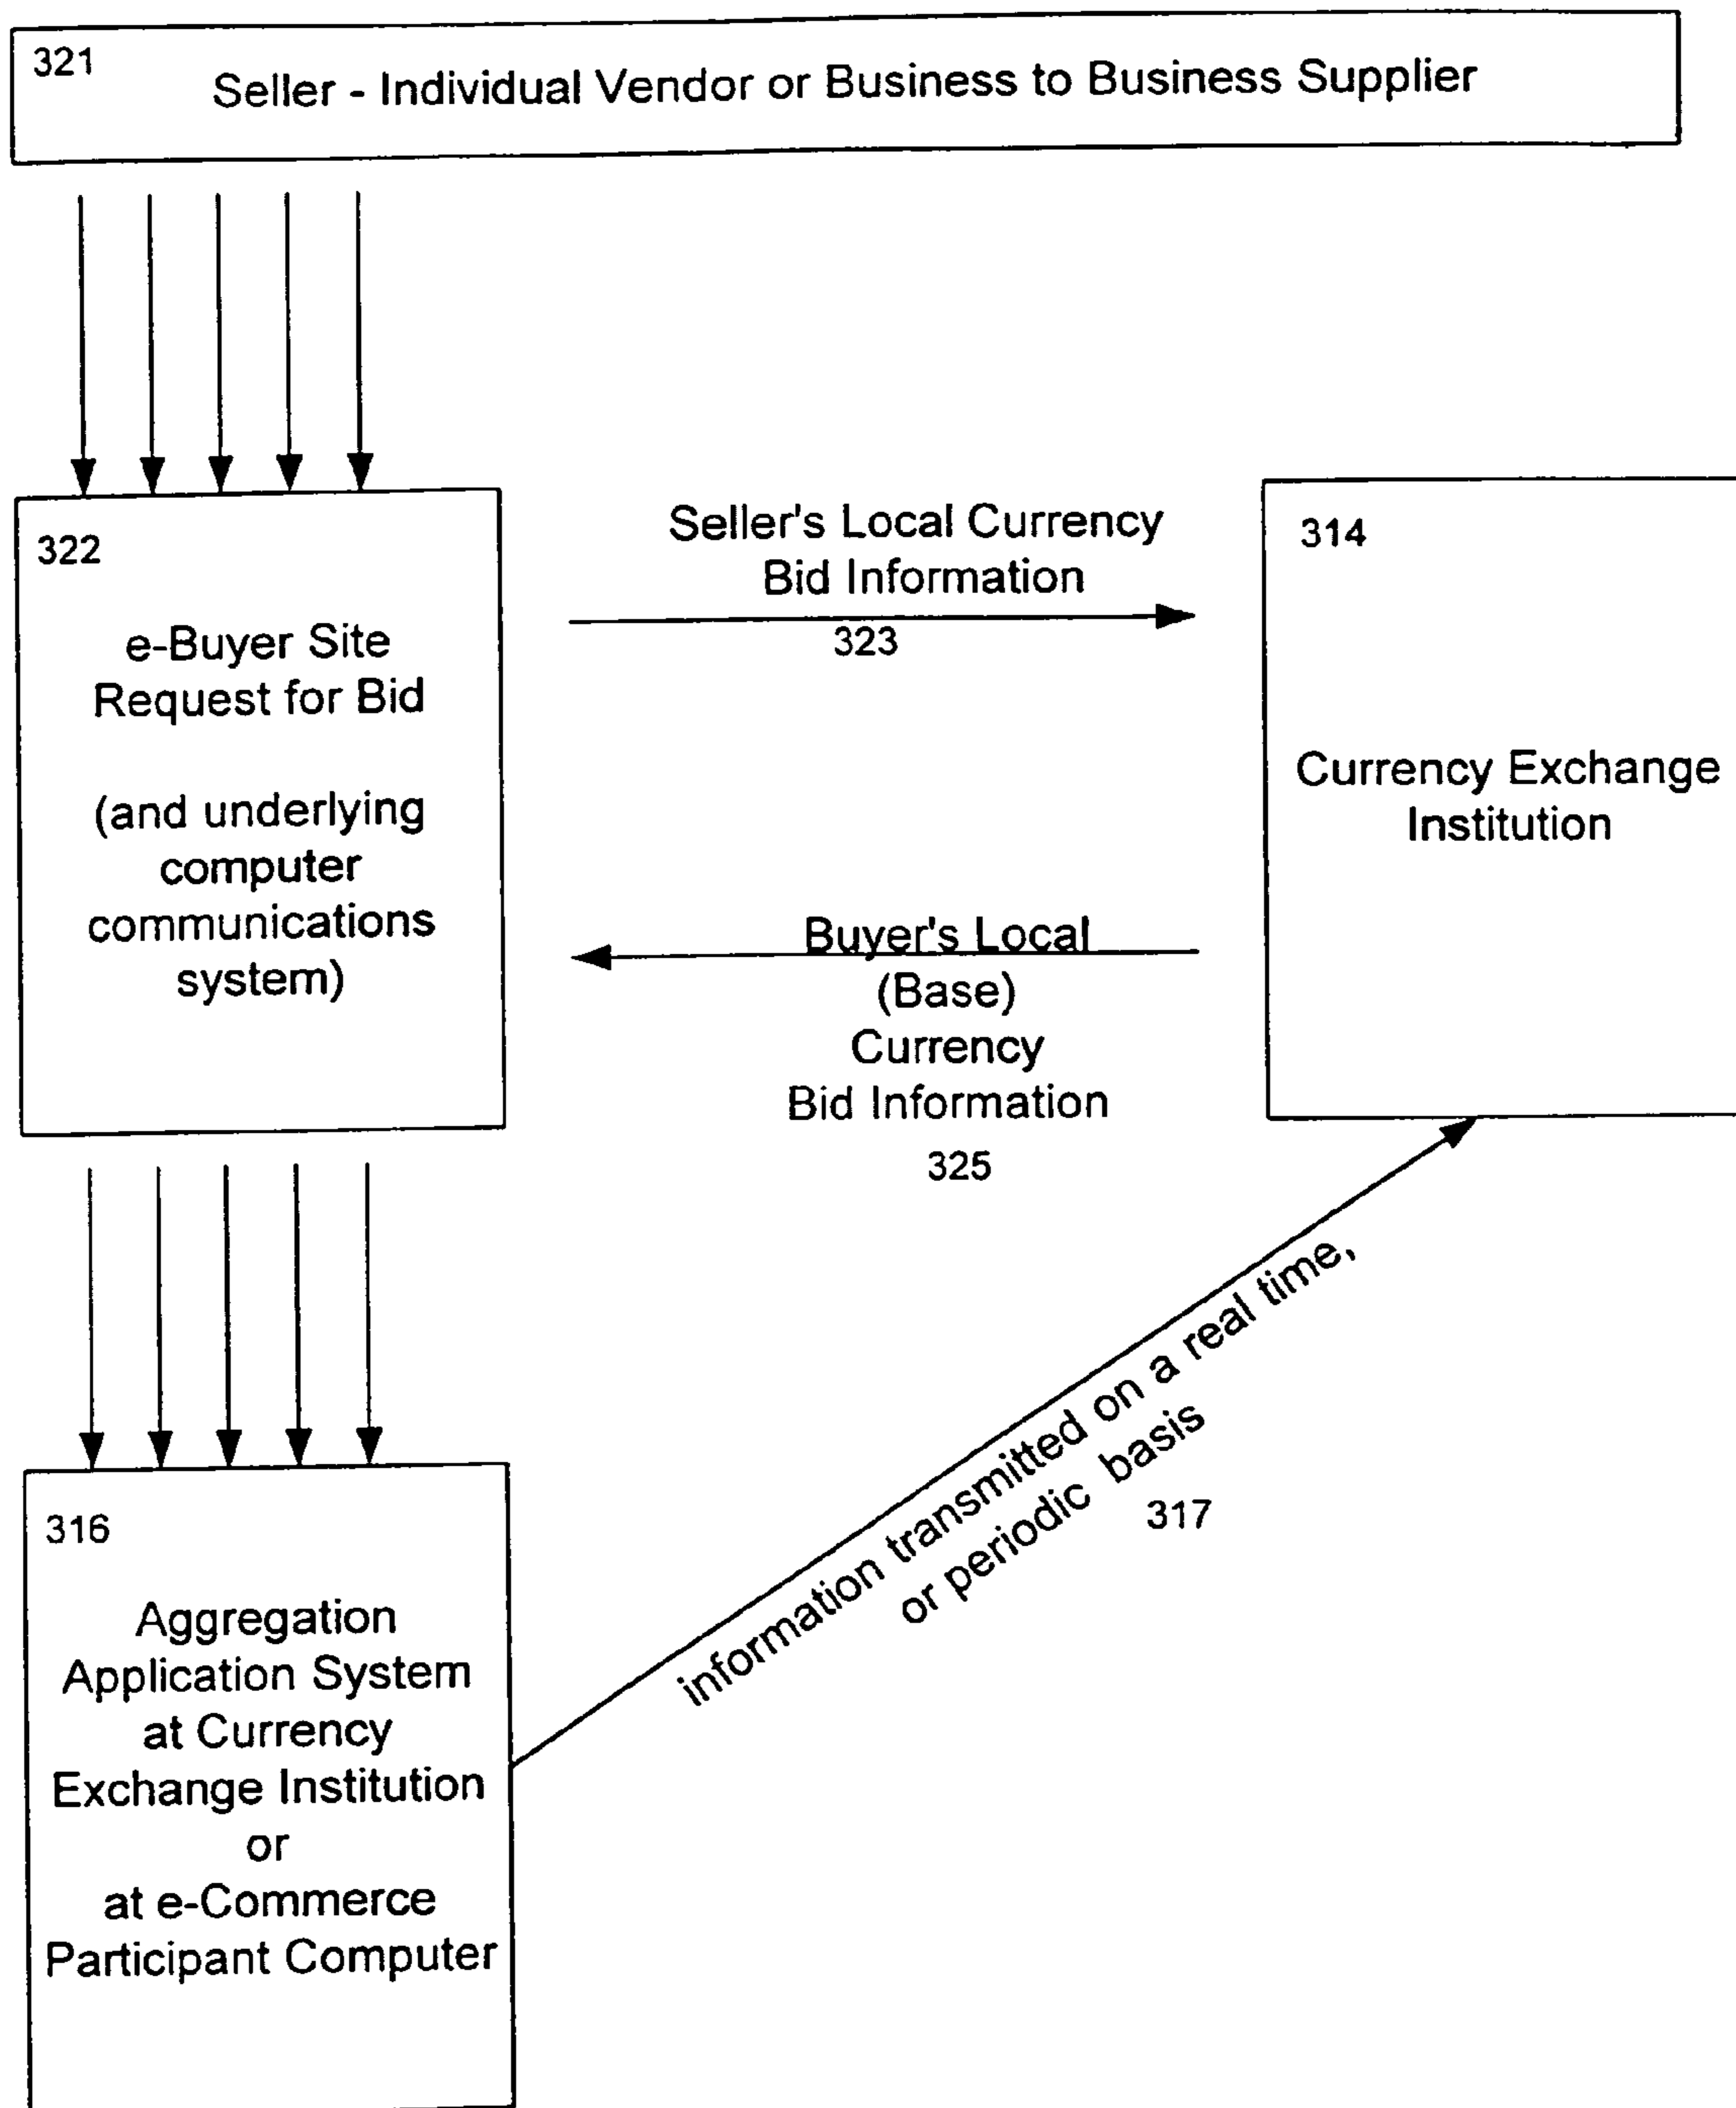 321
Seller - Individual Vendor or Business to Business Supplier
322
e-Buyer Site
Request for Bid
(and underlying
computer
communications
system)
Seller's Local Currency
Bid Information
323
314
Currency Exchange
Institution
Buyer's Local
(Base)
Currency
Bid Information
325
information transmitted on a real time,
or periodic basis
317
316
Aggregation
Application System
at Currency
Exchange Institution
or
at e-Commerce
Participant Computer